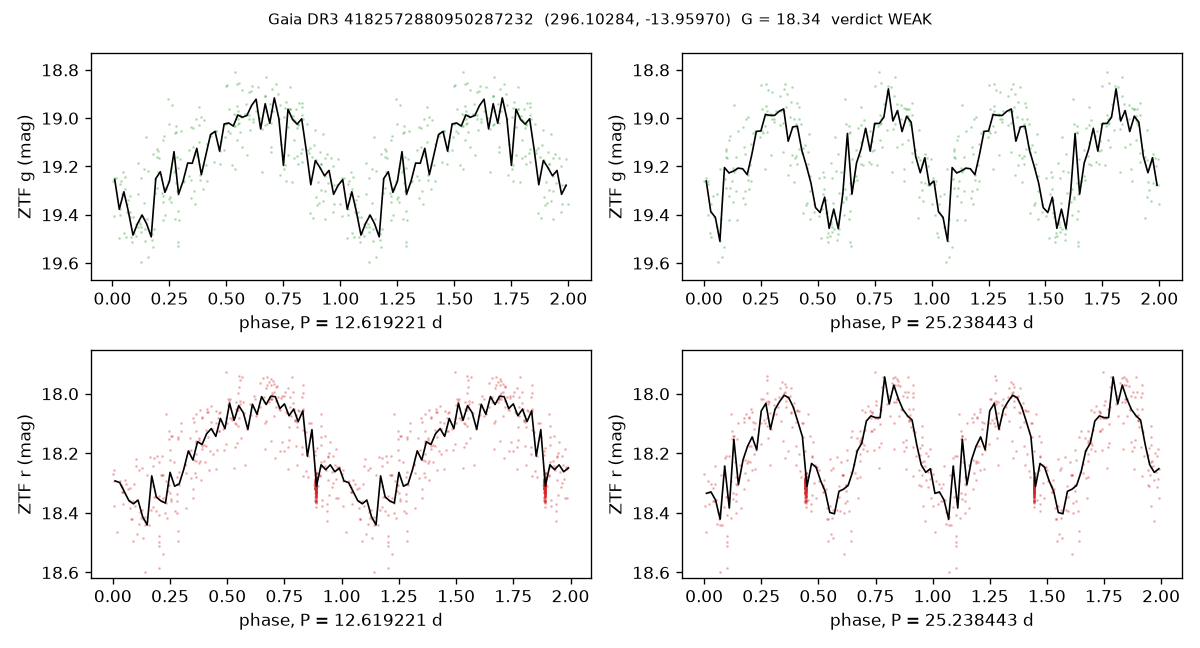 Gaia DR3 4182572880950287232  (296.10284, -13.95970)  G = 18.34  verdict WEAK
ZTF g (mag)
18.8
19.0
19.2
19.4
19.6
0.00 0.25 0.50 0.75 1.00 1.25 1.50 1.75 2.00
phase, P = 12.619221 d
ZTF g (mag)
18.8
19.0
19.2
19.4
19.6
0.00 0.25 0.50 0.75 1.00 1.25 1.50 1.75 2.00
phase, P = 25.238443 d
ZTF r (mag)
18.0
18.2
18.4
18.6
0.00 0.25 0.50 0.75 1.00 1.25 1.50 1.75 2.00
phase, P = 12.619221 d
ZTF r (mag)
18.0
18.2
18.4
18.6
0.00 0.25 0.50 0.75 1.00 1.25 1.50 1.75 2.00
phase, P = 25.238443 d